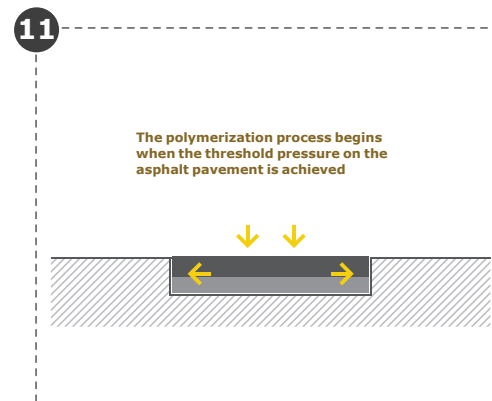 11
The polymerization process begins
when the threshold pressure on the
asphalt pavement is achieved